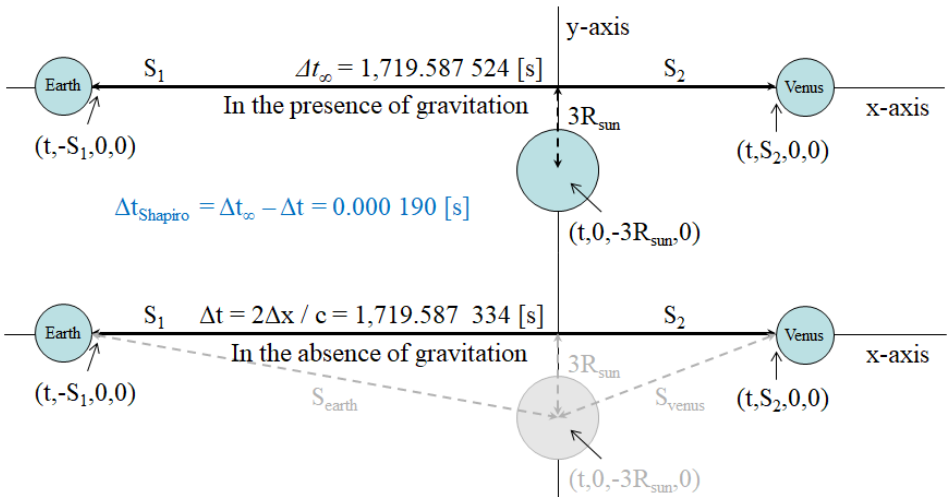 y-axis
S₁ Δt∞ = 1,719.587 524 [s] S₂
Earth Venus
In the presence of gravitation x-axis
3Rsun
(t,-S₁,0,0) (t,S₂,0,0)
ΔtShapiro = Δt∞ – Δt = 0.000 190 [s]
(t,0,-3Rsun,0)
S₁ Δt = 2Δx / c = 1,719.587 334 [s] S₂
Earth Venus
In the absence of gravitation x-axis
3Rsun
(t,-S₁,0,0) Searth Svenus (t,S₂,0,0)
(t,0,-3Rsun,0)